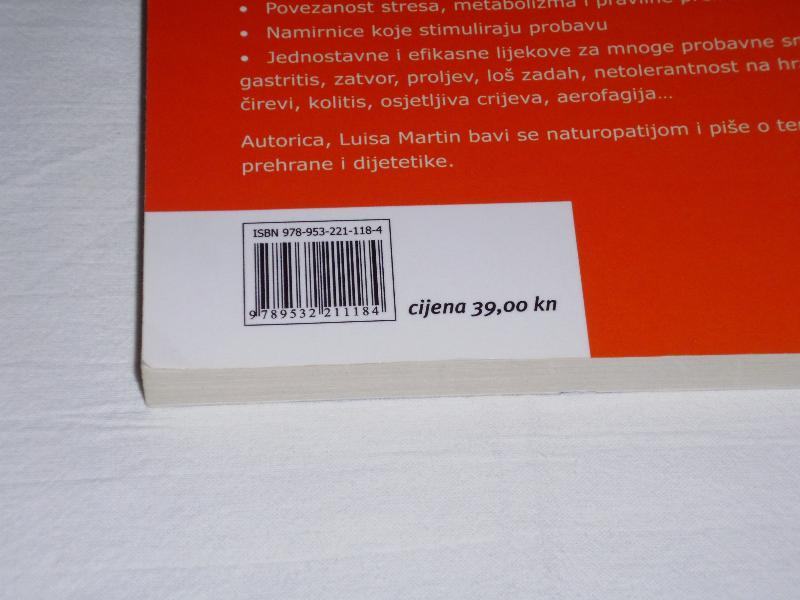 • Povezanost stresa, metabolizma i pravilne
• Namirnice koje stimuliraju probavu
• Jednostavne i efikasne lijekove za mnoge probavne
gastritis, zatvor, proljev, loš zadah, netolerantnost na
čirevi, kolitis, osjetljiva crijeva, aerofagija...
Autorica, Luisa Martin bavi se naturopatijom i piše o
prehrane i dijetetike.
ISBN 978-953-221-118-4
9 789532 211184
cijena 39,00 kn